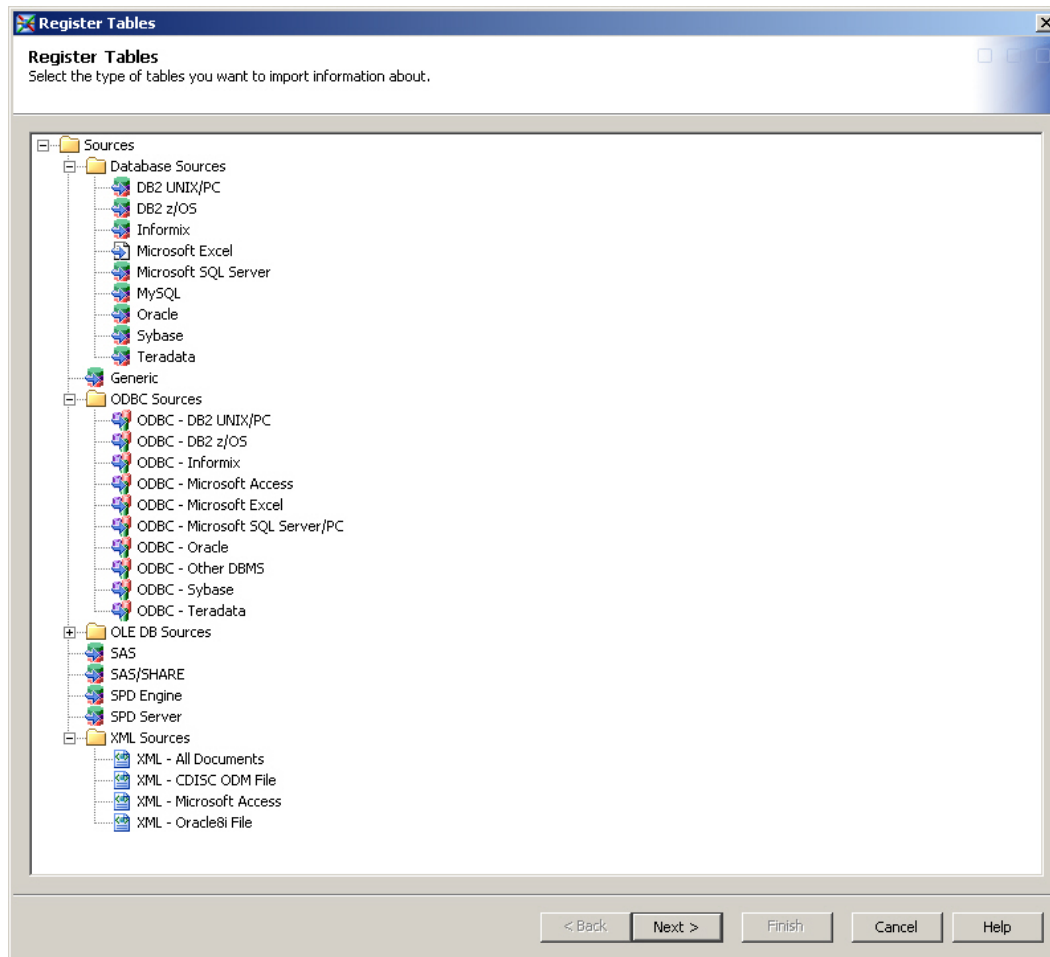 Register Tables
Register Tables
Select the type of tables you want to import information about.
Sources
Database Sources
DB2 UNIX/PC
DB2 z/OS
Informix
Microsoft Excel
Microsoft SQL Server
MySQL
Oracle
Sybase
Teradata
Generic
ODBC Sources
ODBC - DB2 UNIX/PC
ODBC - DB2 z/OS
ODBC - Informix
ODBC - Microsoft Access
ODBC - Microsoft Excel
ODBC - Microsoft SQL Server/PC
ODBC - Oracle
ODBC - Other DBMS
ODBC - Sybase
ODBC - Teradata
OLE DB Sources
SAS
SAS/SHARE
SPD Engine
SPD Server
XML Sources
XML - All Documents
XML - CDISC ODM File
XML - Microsoft Access
XML - Oracle8i File
< Back Next > Finish Cancel Help